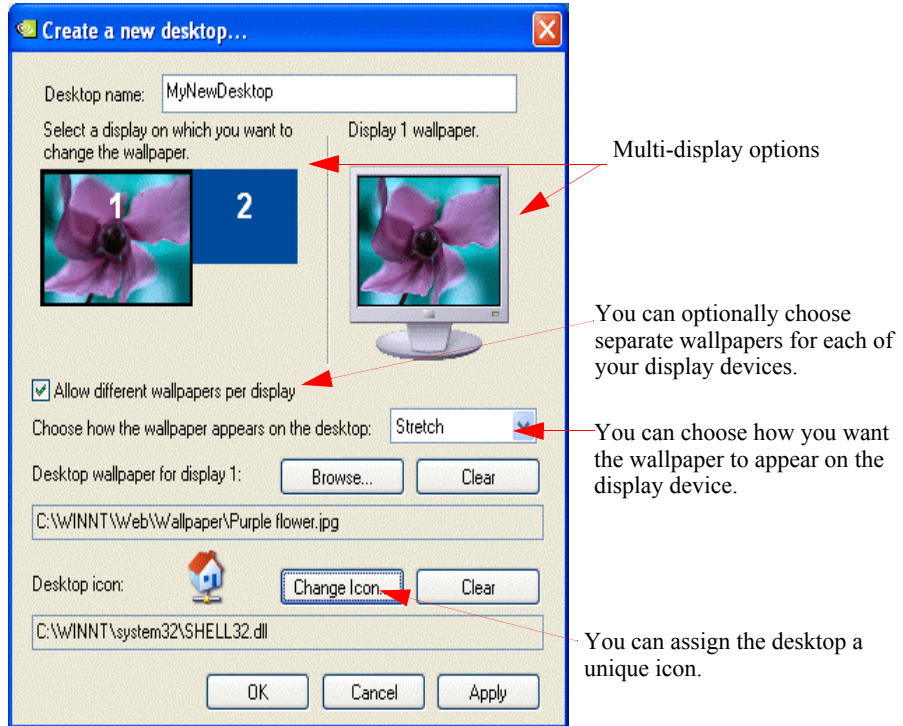 Create a new desktop...
Desktop name: MyNewDesktop
Select a display on which you want to
change the wallpaper.
Display 1 wallpaper.
1
2
Multi-display options
You can optionally choose
separate wallpapers for each of
your display devices.
Allow different wallpapers per display
Choose how the wallpaper appears on the desktop: Stretch
You can choose how you want
the wallpaper to appear on the
display device.
Desktop wallpaper for display 1: Browse... Clear
C:\WINNT\Web\Wallpaper\Purple flower.jpg
Desktop icon: Change Icon... Clear
C:\WINNT\system32\SHELL32.dll
You can assign the desktop a
unique icon.
OK Cancel Apply